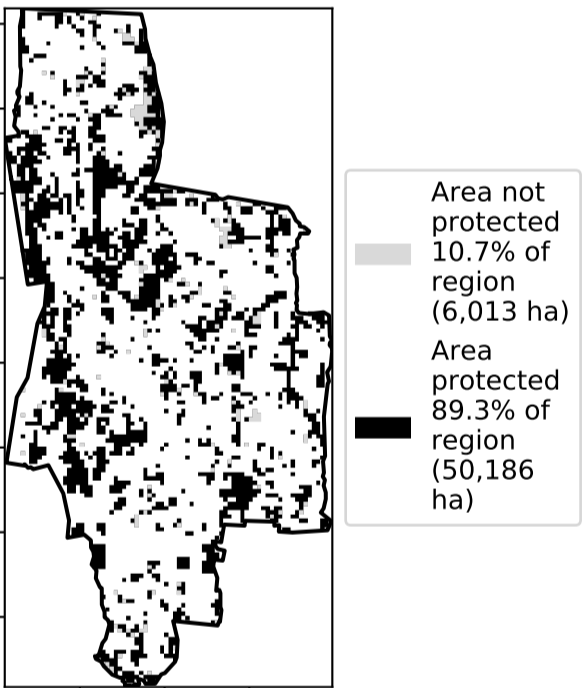 Area not
protected
10.7% of
region
(6,013 ha)
Area
protected
89.3% of
region
(50,186
ha)